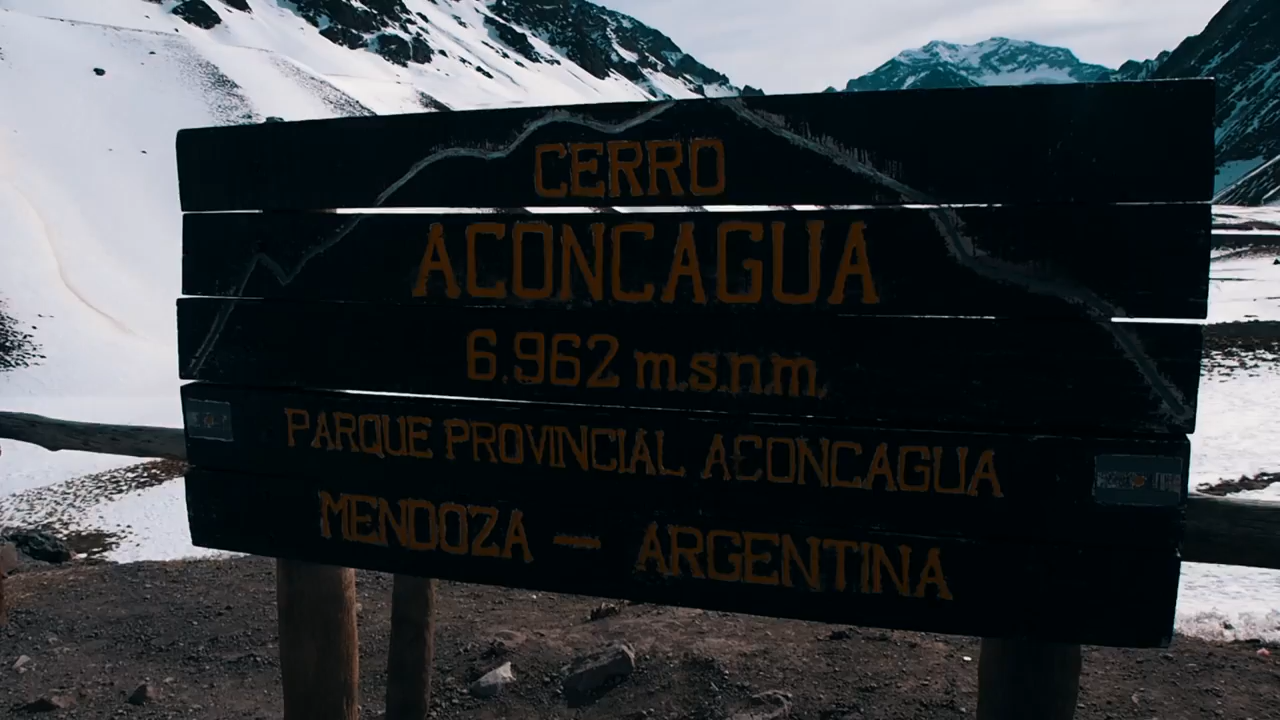 CERRO
ACONCAGUA
6.962 m.s.n.m.
PARQUE PROVINCIAL ACONCAGUA
MENDOZA - ARGENTINA